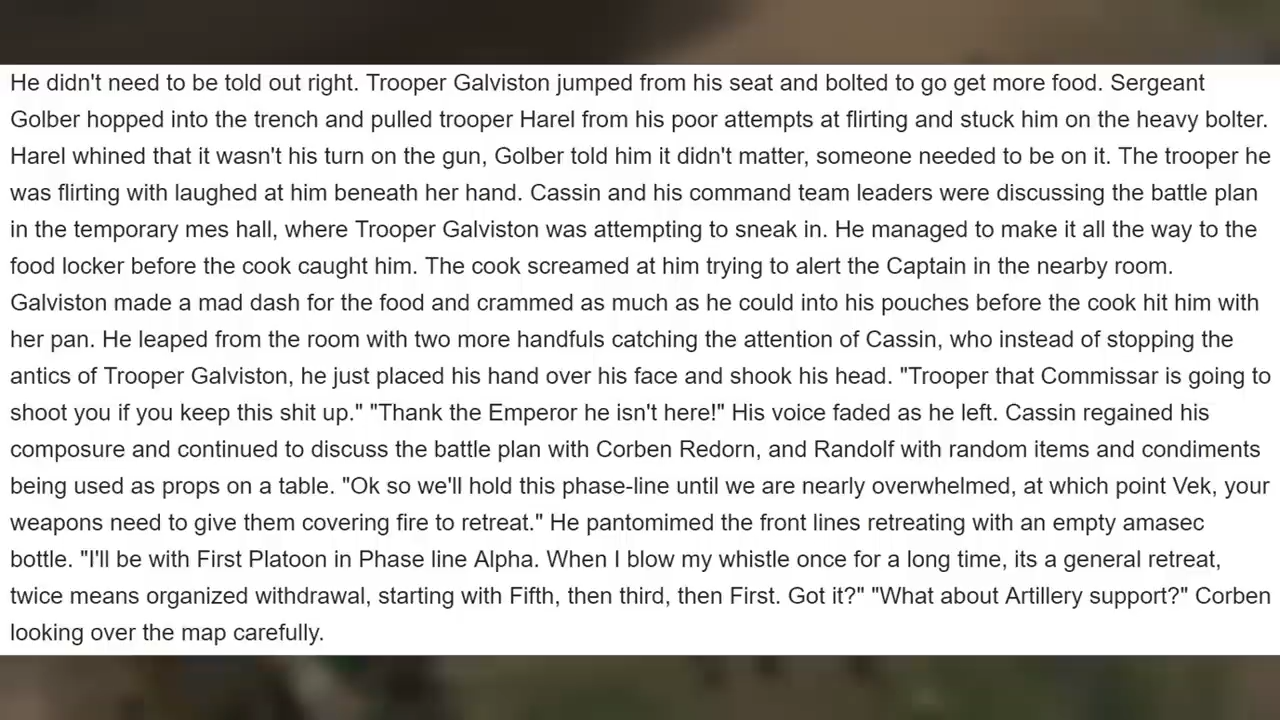 He didn't need to be told out right. Trooper Galviston jumped from his seat and bolted to go get more food. Sergeant
Golber hopped into the trench and pulled trooper Harel from his poor attempts at flirting and stuck him on the heavy bolter.
Harel whined that it wasn't his turn on the gun, Golber told him it didn't matter, someone needed to be on it. The trooper he
was flirting with laughed at him beneath her hand. Cassin and his command team leaders were discussing the battle plan
in the temporary mes hall, where Trooper Galviston was attempting to sneak in. He managed to make it all the way to the
food locker before the cook caught him. The cook screamed at him trying to alert the Captain in the nearby room.
Galviston made a mad dash for the food and crammed as much as he could into his pouches before the cook hit him with
her pan. He leaped from the room with two more handfuls catching the attention of Cassin, who instead of stopping the
antics of Trooper Galviston, he just placed his hand over his face and shook his head. "Trooper that Commissar is going to
shoot you if you keep this shit up." "Thank the Emperor he isn't here!" His voice faded as he left. Cassin regained his
composure and continued to discuss the battle plan with Corben Redorn, and Randolf with random items and condiments
being used as props on a table. "Ok so we'll hold this phase-line until we are nearly overwhelmed, at which point Vek, your
weapons need to give them covering fire to retreat." He pantomimed the front lines retreating with an empty amasec
bottle. "I'll be with First Platoon in Phase line Alpha. When I blow my whistle once for a long time, its a general retreat,
twice means organized withdrawal, starting with Fifth, then third, then First. Got it?" "What about Artillery support?" Corben
looking over the map carefully.